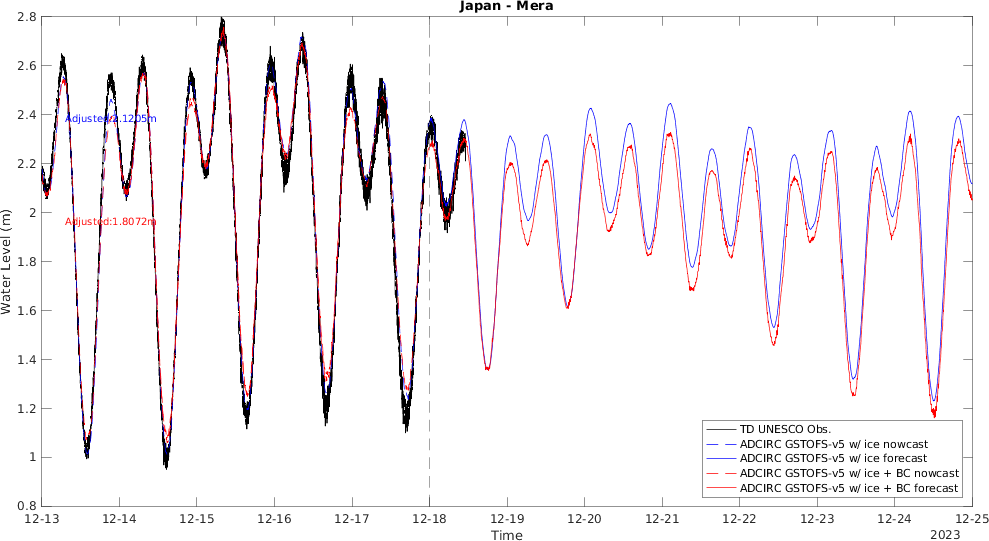 Japan - Mera
2.8
2.6
2.4
2.2
2
1.8
1.6
1.4
1.2
1
0.8
Water Level (m)
Adjusted:2.1205m
Adjusted:1.8072m
TD UNESCO Obs.
ADCIRC GSTOFS-v5 w/ ice nowcast
ADCIRC GSTOFS-v5 w/ ice forecast
ADCIRC GSTOFS-v5 w/ ice + BC nowcast
ADCIRC GSTOFS-v5 w/ ice + BC forecast
12-13 12-14 12-15 12-16 12-17 12-18 12-19 12-20 12-21 12-22 12-23 12-24 12-25
Time
2023